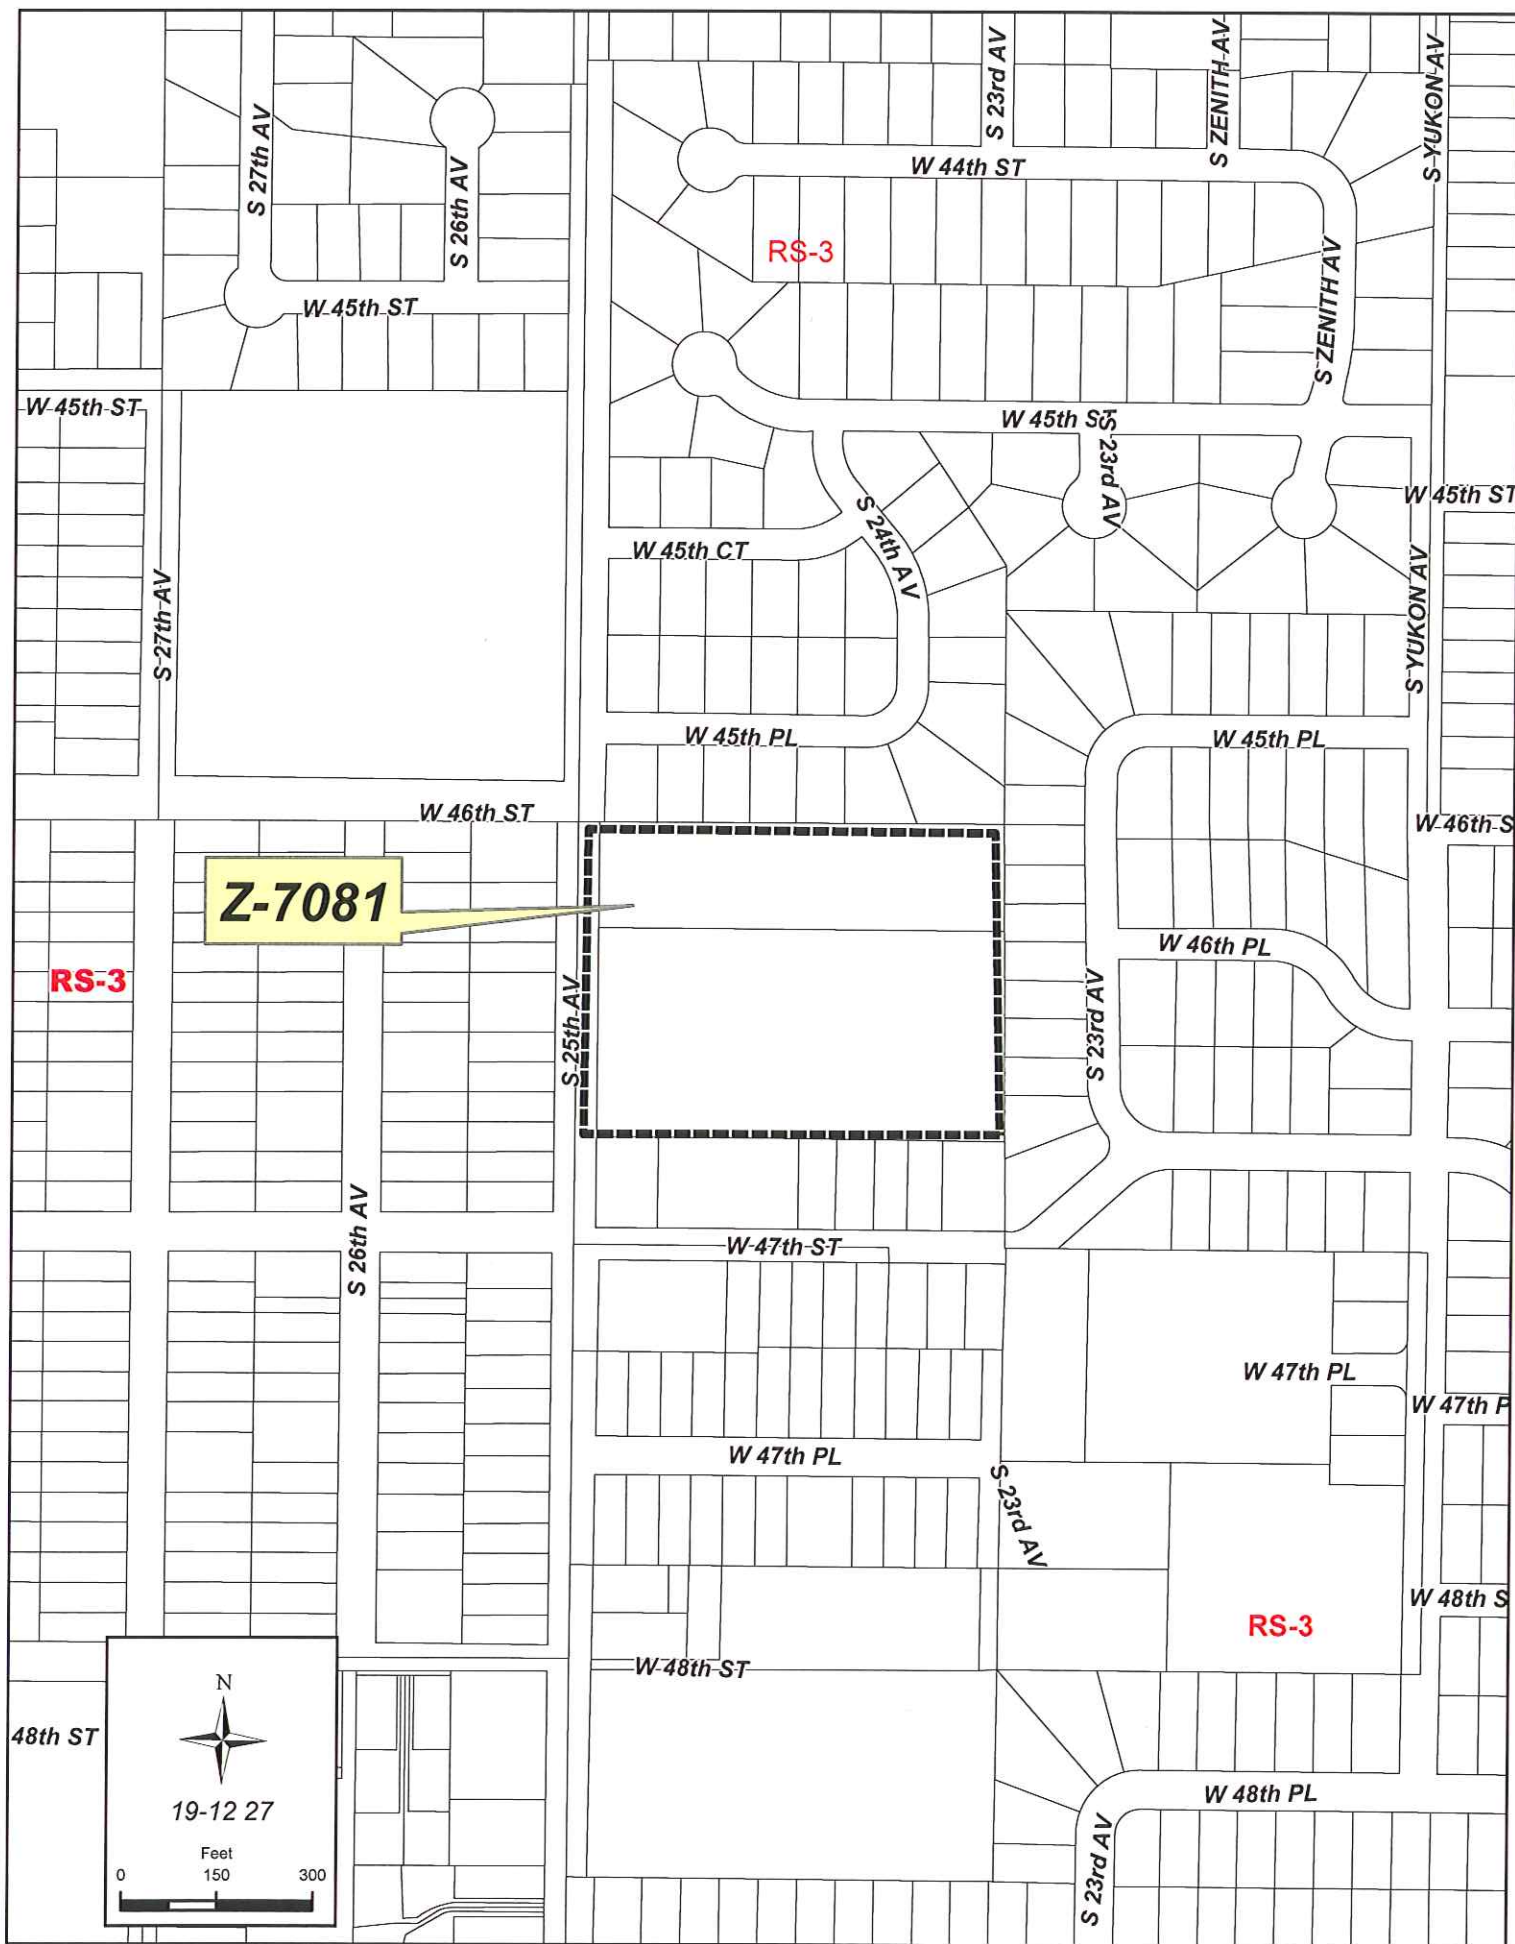 S 27th AV
S 26th AV
S 23rd AV
S ZENITH AV
S YUKON AV
W 44th ST
RS-3
W 45th ST
S ZENITH AV
W 45th ST
W 45th ST
S 23rd AV
W 45th ST
S 24th AV
W 45th CT
S 27th AV
S YUKON AV
W 45th PL
W 45th PL
W 46th ST
W 46th S
Z-7081
W 46th PL
RS-3
S 25th AV
S 23rd AV
S 26th AV
W 47th ST
W 47th PL
W 47th P
W 47th PL
S 23rd AV
W 48th S
RS-3
W 48th ST
48th ST
N
19-12 27
Feet
0 150 300
W 48th PL
S 23rd AV